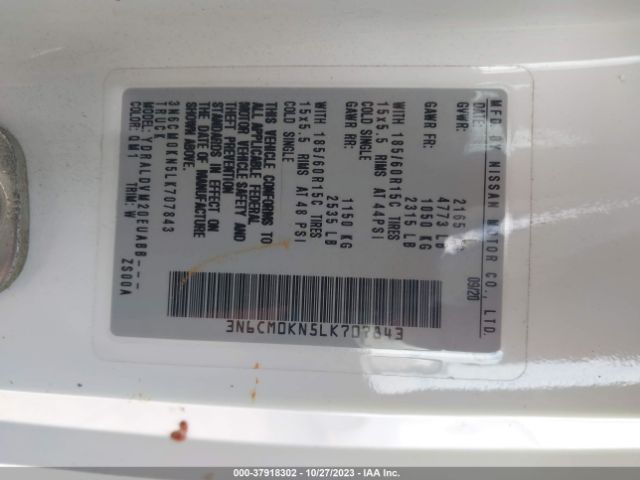 MFD BY NISSAN MOTOR CO., LTD.
DATE: 09/20
GVWR: 2165
4773 LB
GAWR FR: 1050 KG
2315 LB
WITH 185/60R15C TIRES
15x5.5 RIMS AT 44PSI
COLD SINGLE
GAWR RR: 1150 KG
2535 LB
WITH 185/60R15C TIRES
15x5.5 RIMS AT 48 PSI
COLD SINGLE
THIS VEHICLE CONFORMS TO
ALL APPLICABLE FEDERAL
MOTOR VEHICLE SAFETY AND
THEFT PREVENTION
STANDARDS IN EFFECT ON
THE DATE OF MANUFACTURE
SHOWN ABOVE.
3N6CM0KN5LK707843
TRUCK
MODEL: VDRALDVM20FUABB---
COLOR: QM1 TRIM: W ZS00A
3N6CM0KN5LK707843
000-37918302 - 10/27/2023 - IAA Inc.